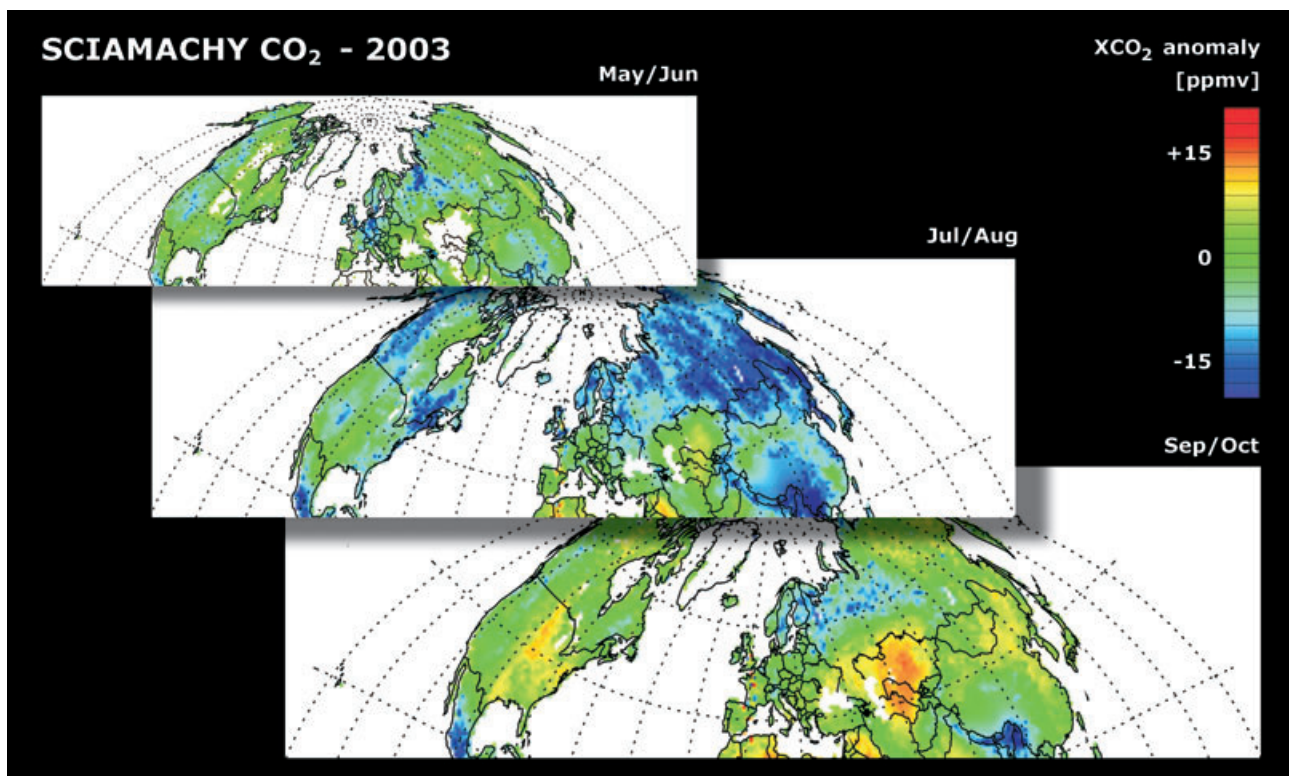 SCIAMACHY CO₂ - 2003
May/Jun
XCO₂ anomaly
[ppmv]
+15
0
-15
Jul/Aug
Sep/Oct